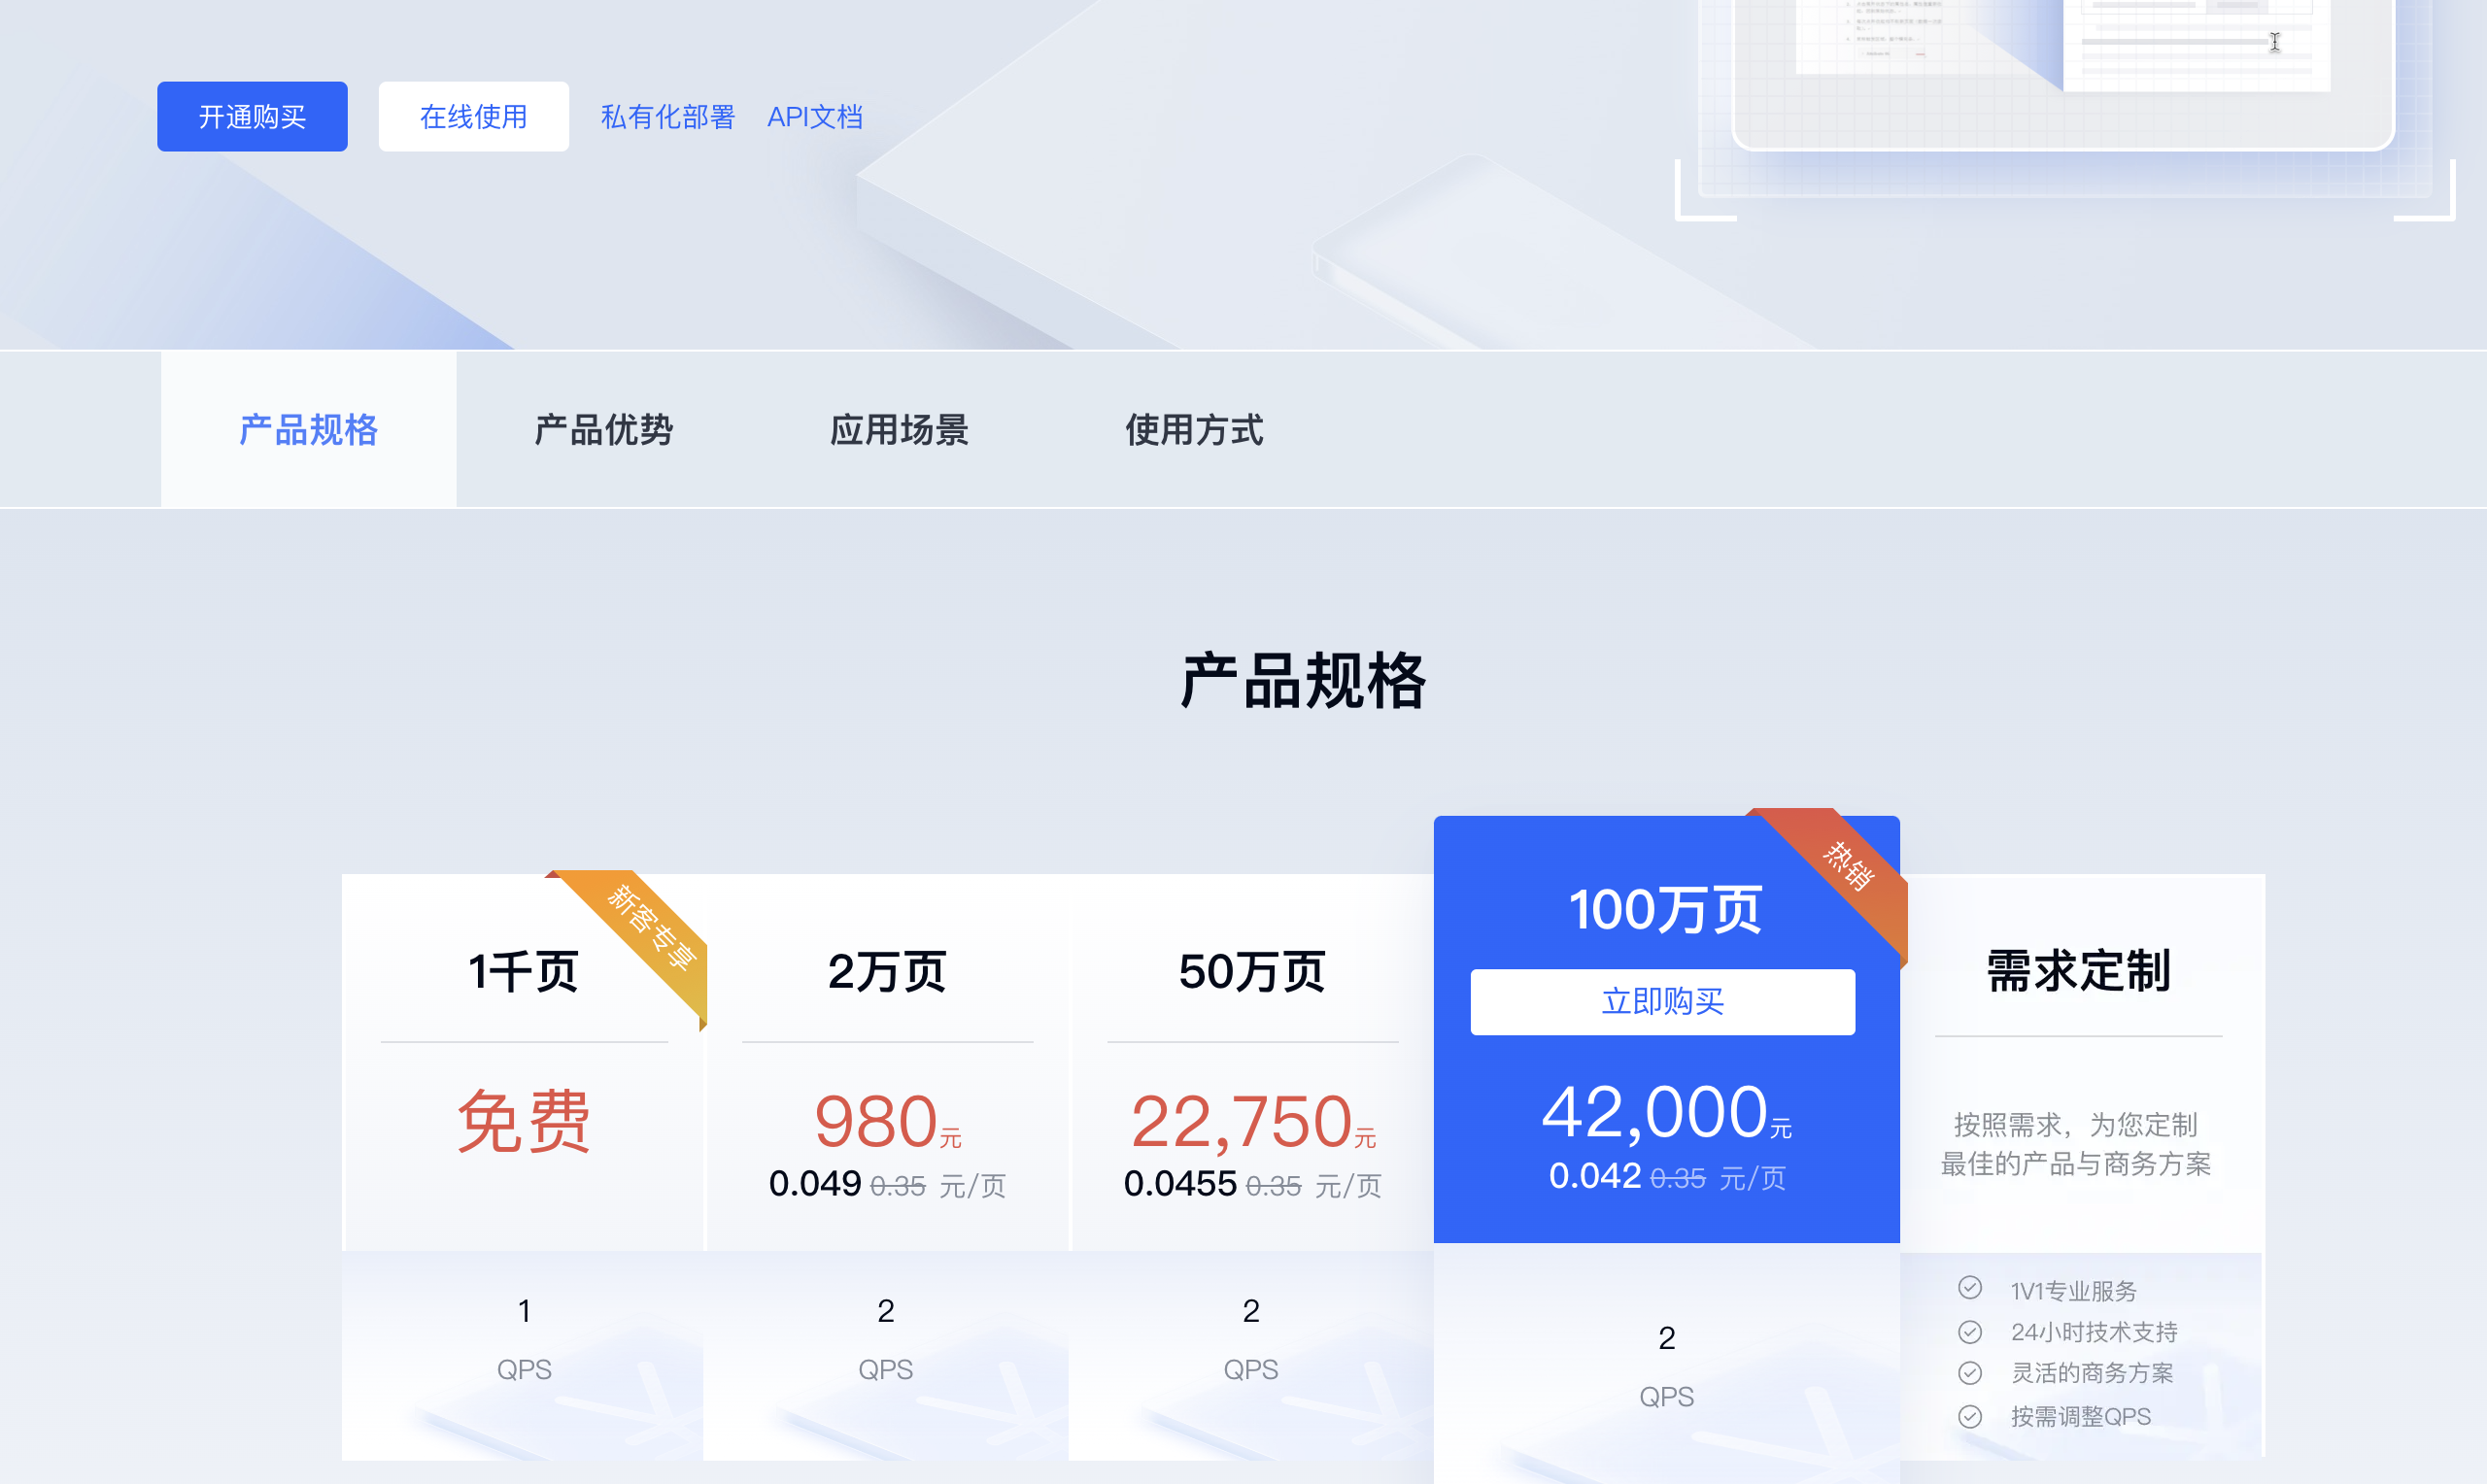 开通购买
在线使用
私有化部署
API文档
产品规格
产品优势
应用场景
使用方式
产品规格
新客专享
1千页
免费
1
QPS
2万页
980元
0.049 0.35 元/页
2
QPS
50万页
22,750元
0.0455 0.35 元/页
2
QPS
热销
100万页
立即购买
42,000元
0.042 0.35 元/页
2
QPS
需求定制
按照需求，为您定制
最佳的产品与商务方案
1V1专业服务
24小时技术支持
灵活的商务方案
按需调整QPS